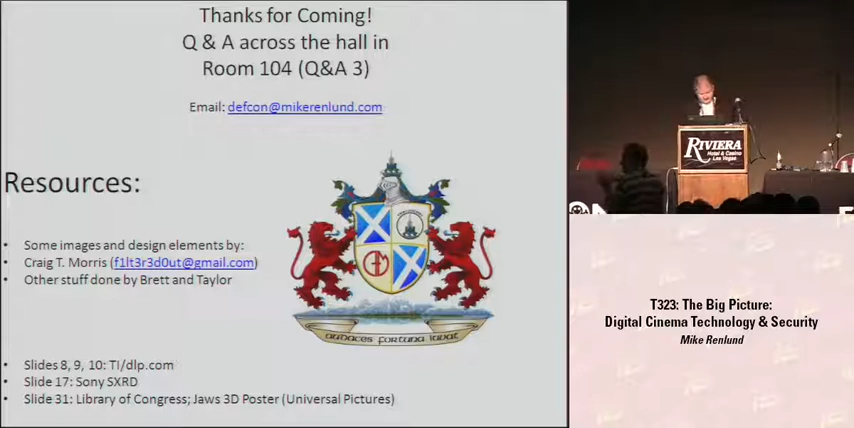 Thanks for Coming!
Q & A across the hall in
Room 104 (Q&A 3)
Email: defcon@mikerenlund.com
Resources:
• Some images and design elements by:
• Craig T. Morris (f1lt3r3d0ut@gmail.com)
• Other stuff done by Brett and Taylor
AUDACES FORTUNA IUVAT
• Slides 8, 9, 10: TI/dlp.com
• Slide 17: Sony SXRD
• Slide 31: Library of Congress; Jaws 3D Poster (Universal Pictures)
RIVIERA
Hotel & Casino
Las Vegas
T323: The Big Picture:
Digital Cinema Technology & Security
Mike Renlund